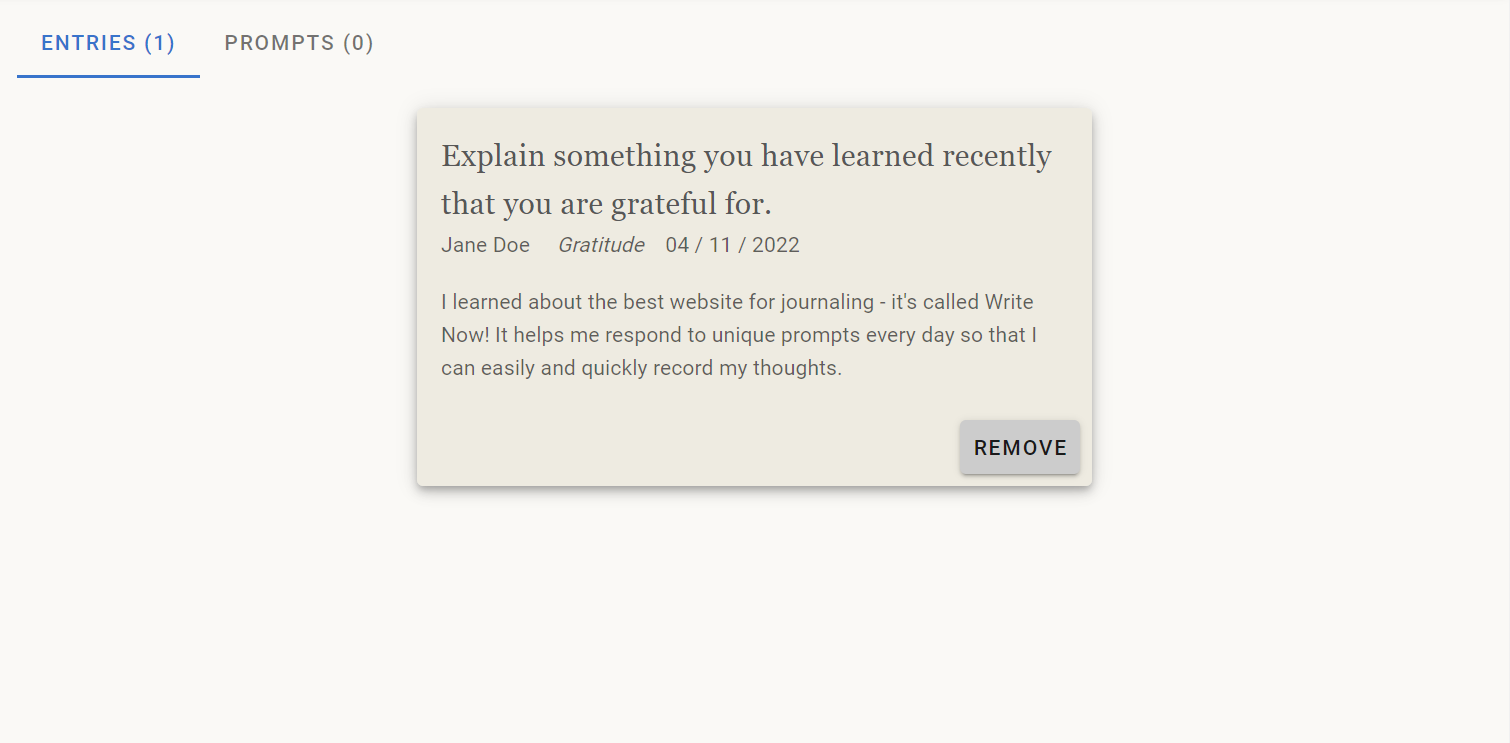 ENTRIES (1) PROMPTS (0)
Explain something you have learned recently
that you are grateful for.
Jane Doe Gratitude 04 / 11 / 2022
I learned about the best website for journaling - it's called Write
Now! It helps me respond to unique prompts every day so that I
can easily and quickly record my thoughts.
REMOVE